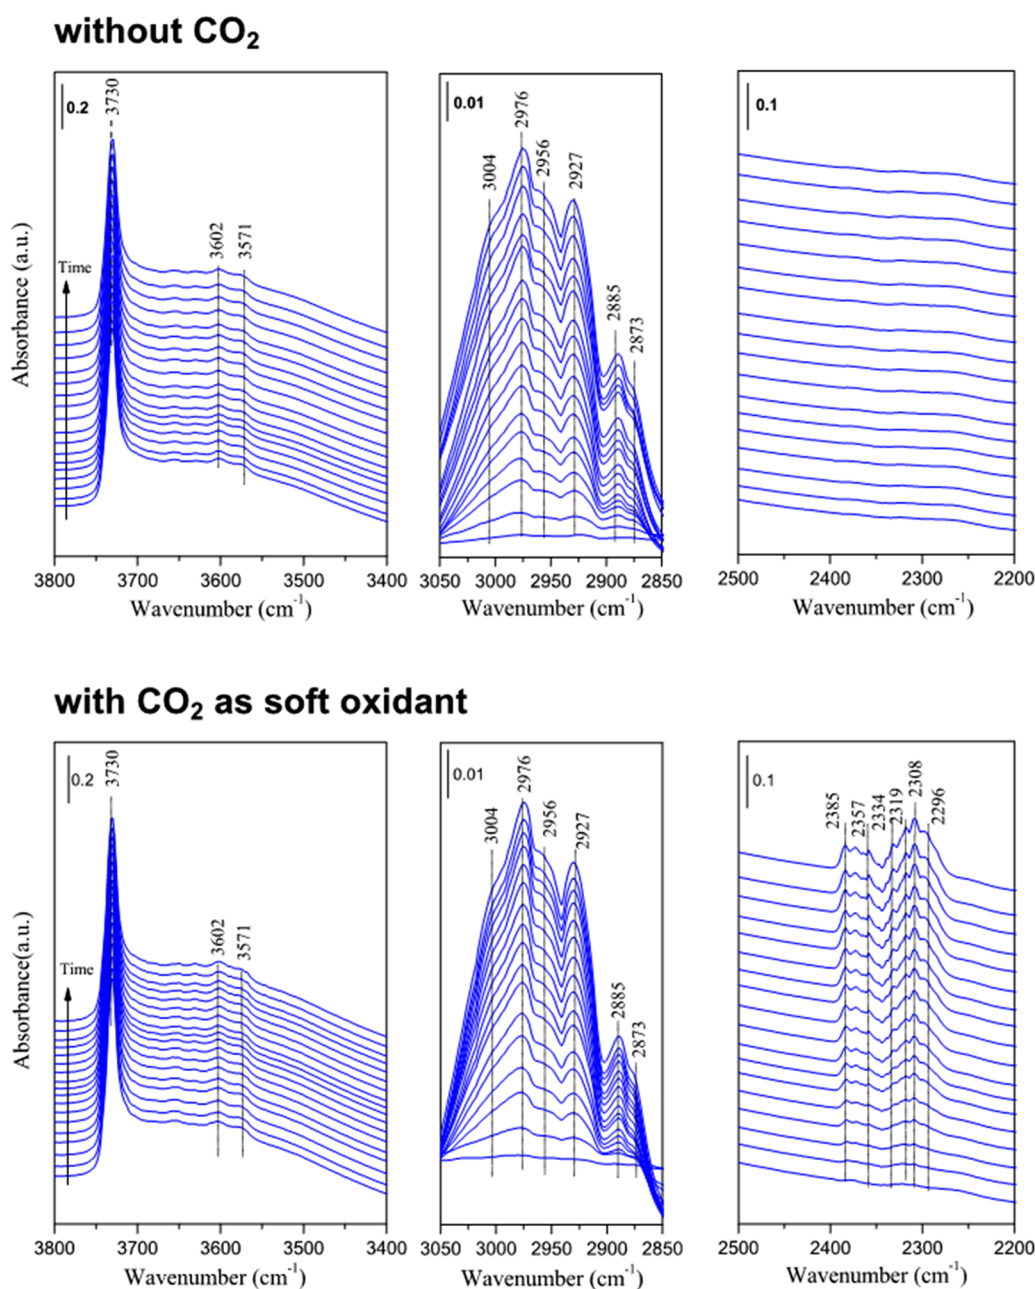 without CO₂
0.2
3730
3602
3571
Time
Absorbance (a.u.)
3800 3700 3600 3500 3400
Wavenumber (cm⁻¹)
0.01
3004
2976
2956
2927
2885
2873
3050 3000 2950 2900 2850
Wavenumber (cm⁻¹)
0.1
2500 2400 2300 2200
Wavenumber (cm⁻¹)
with CO₂ as soft oxidant
0.2
3730
3602
3571
Time
Absorbance(a.u.)
3800 3700 3600 3500 3400
Wavenumber (cm⁻¹)
0.01
3004
2976
2956
2927
2885
2873
3050 3000 2950 2900 2850
Wavenumber (cm⁻¹)
0.1
2385
2357
2334
2319
2308
2296
2500 2400 2300 2200
Wavenumber (cm⁻¹)